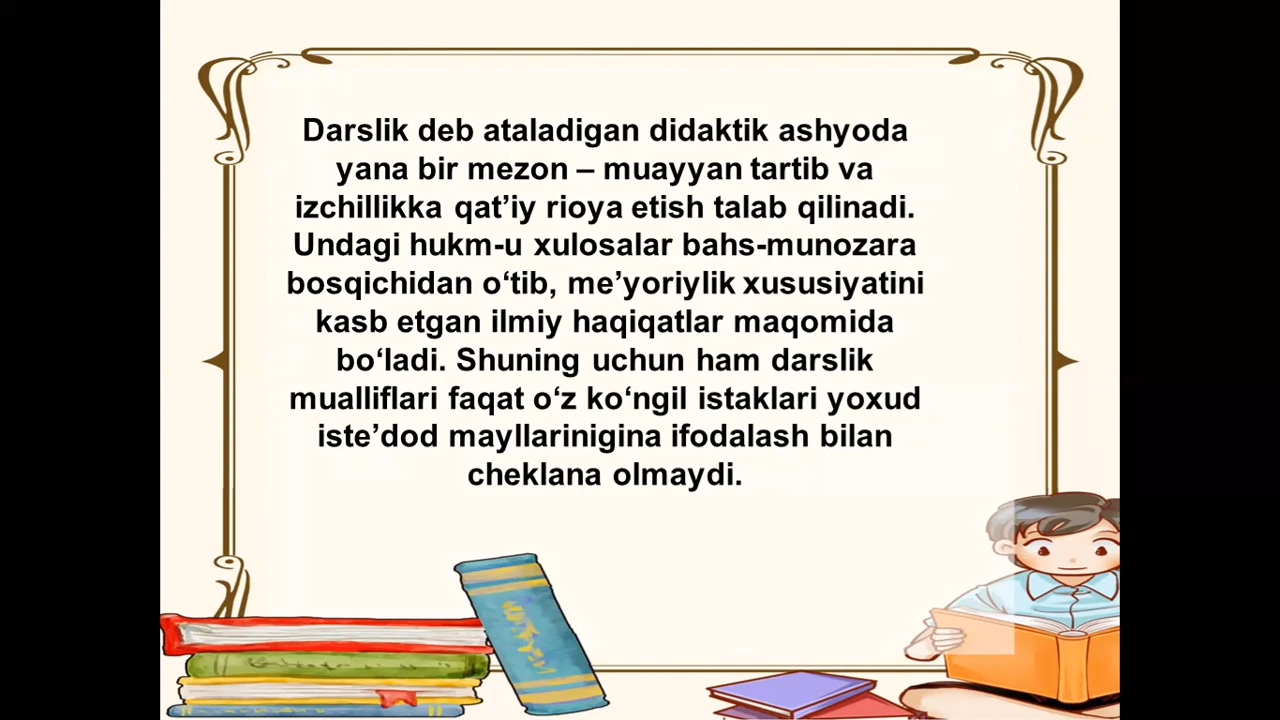 Darslik deb ataladigan didaktik ashyoda
yana bir mezon – muayyan tartib va
izchillikka qat’iy rioya etish talab qilinadi.
Undagi hukm-u xulosalar bahs-munozara
bosqichidan o‘tib, me’yoriylik xususiyatini
kasb etgan ilmiy haqiqatlar maqomida
bo‘ladi. Shuning uchun ham darslik
mualliflari faqat o‘z ko‘ngil istaklari yoxud
iste’dod mayllarinigina ifodalash bilan
cheklana olmaydi.